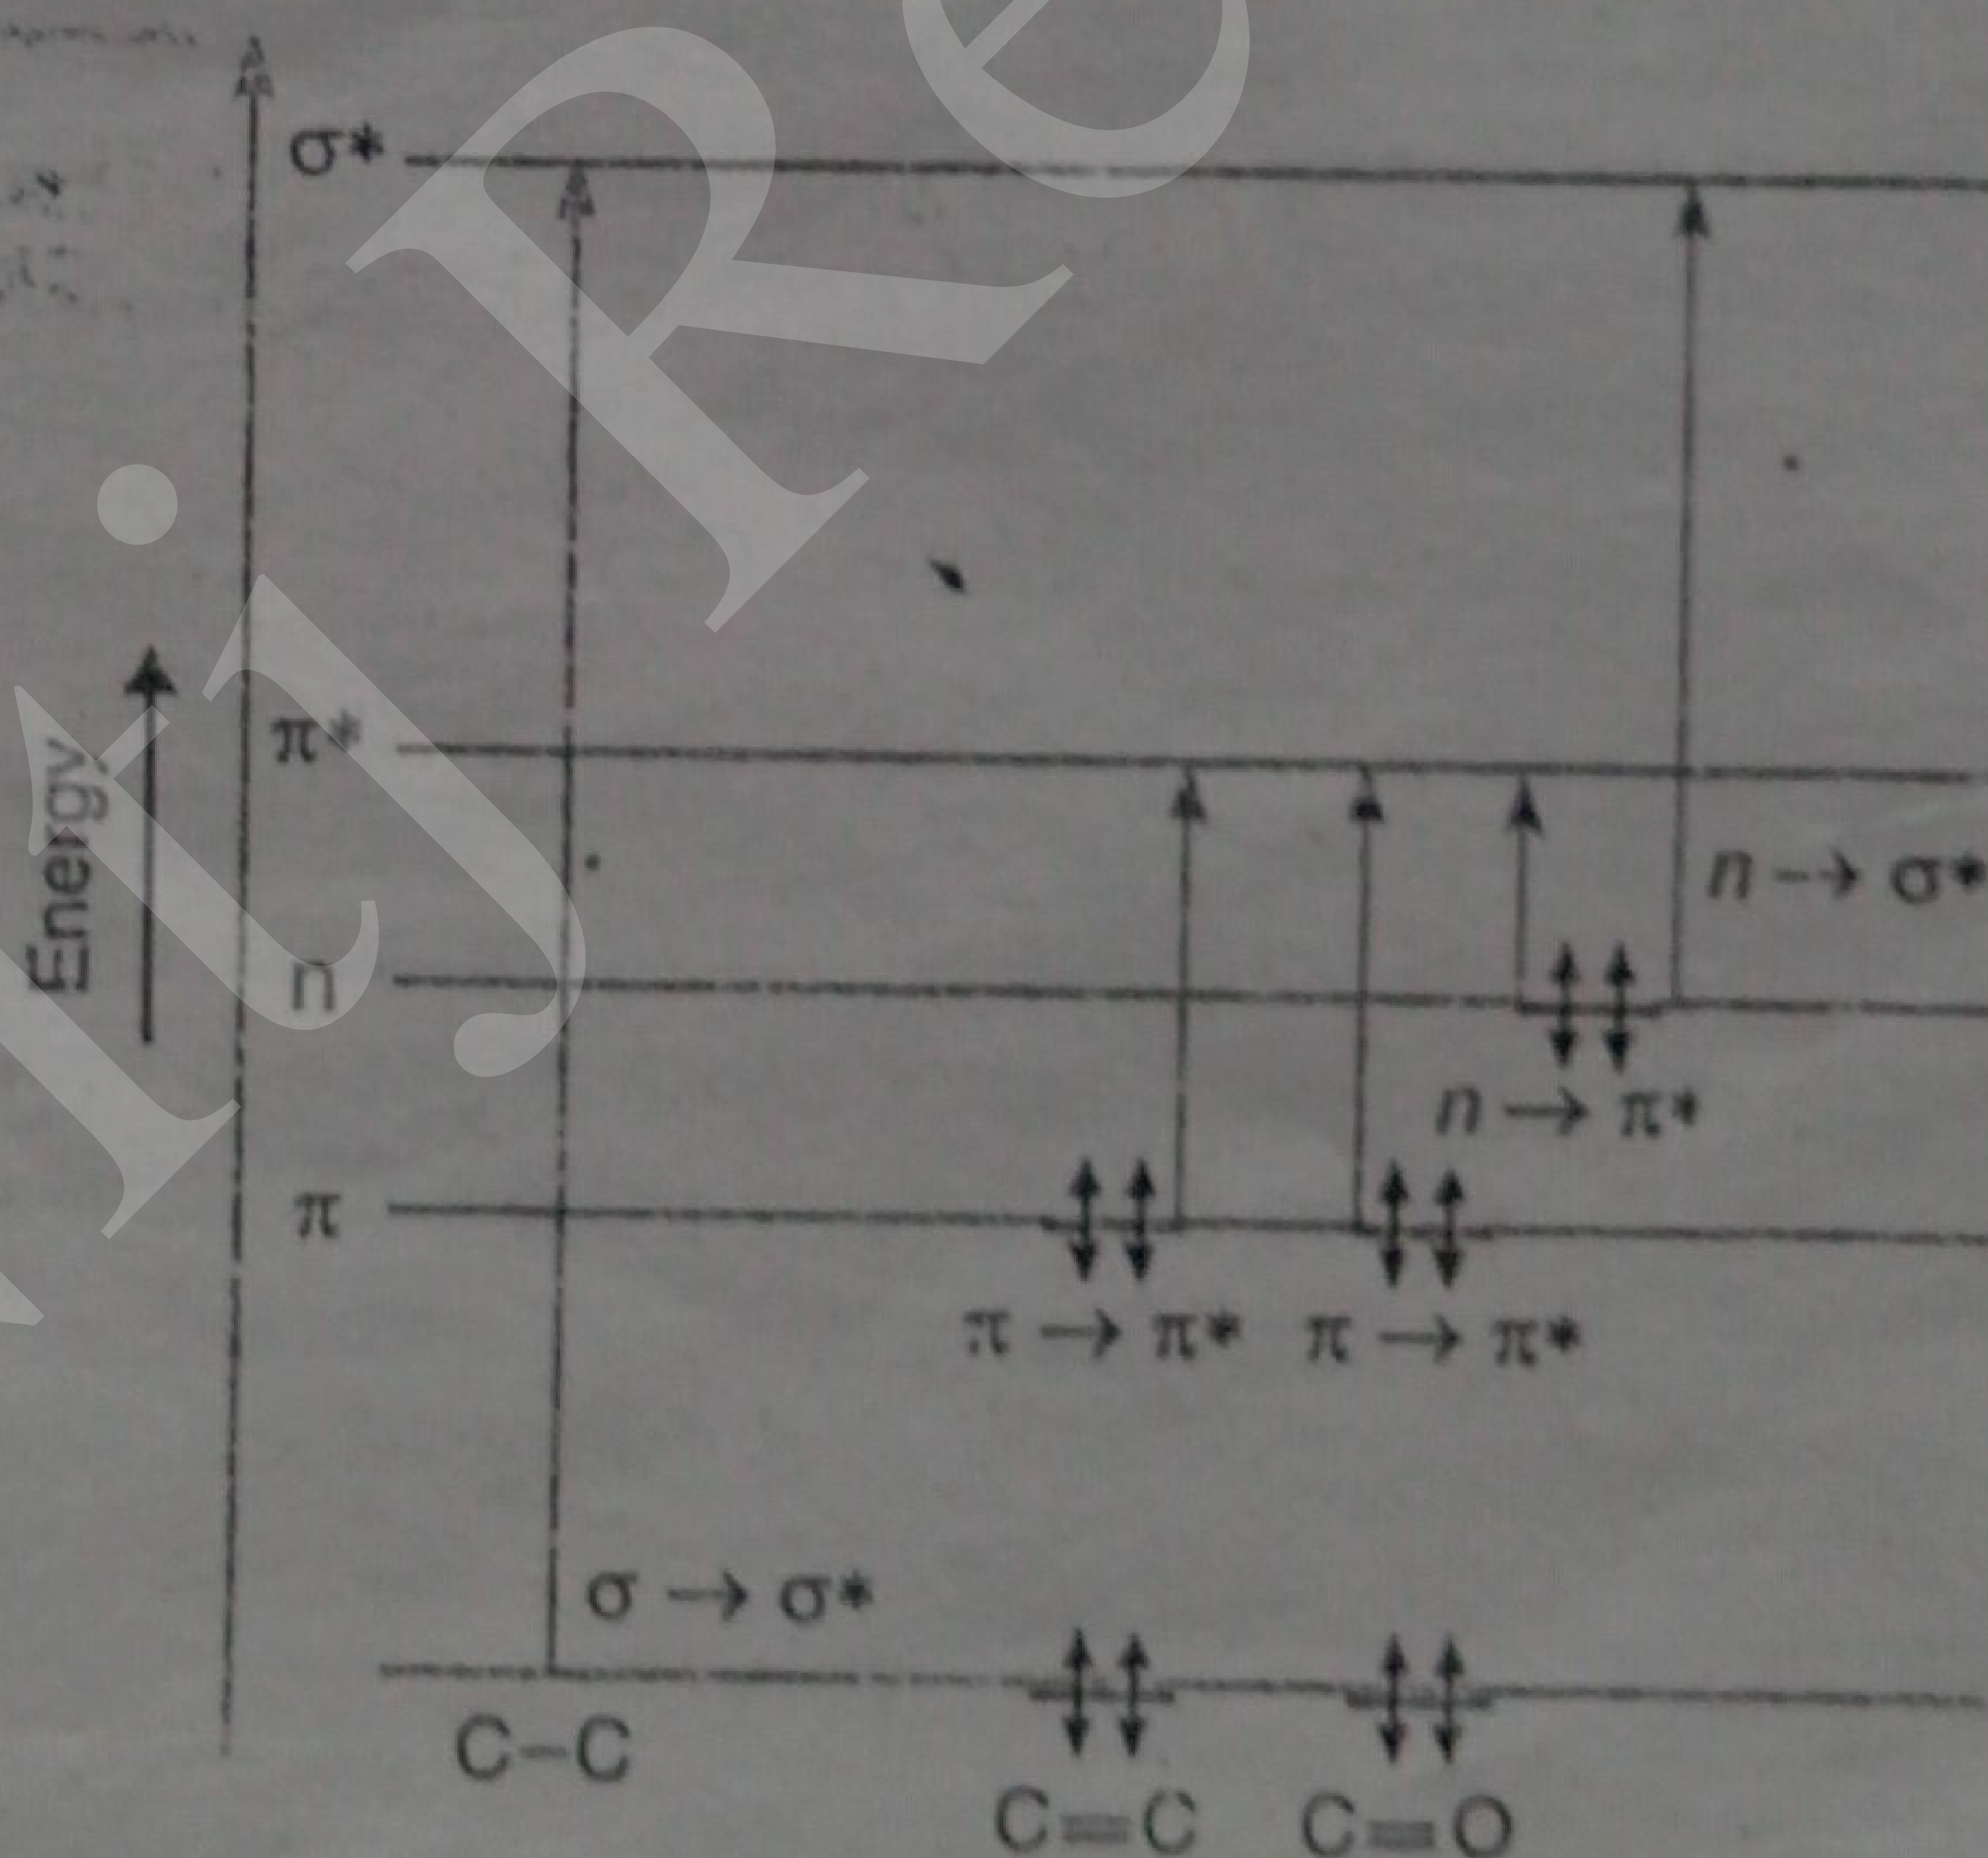 σ*
π*
Energy
n → σ*
n
n → π*
π
π → π* π → π*
σ → σ*
C–C
C=C C=O